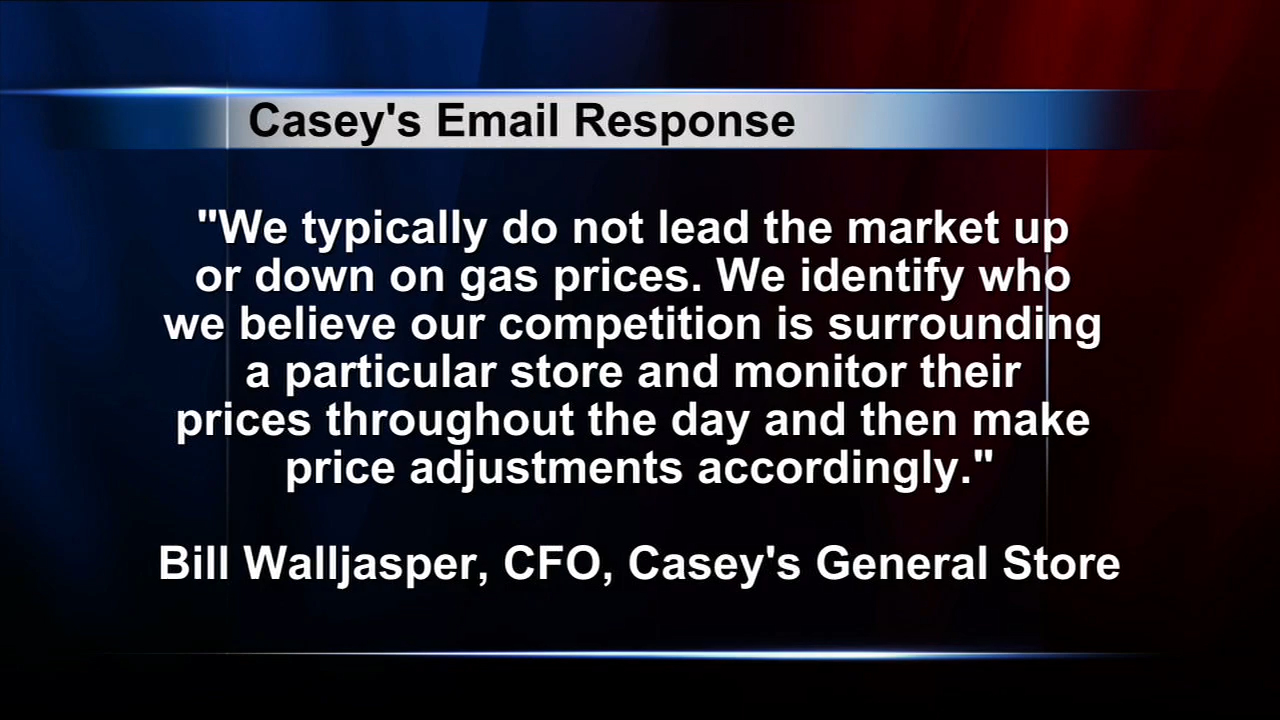 Casey's Email Response
"We typically do not lead the market up
or down on gas prices. We identify who
we believe our competition is surrounding
a particular store and monitor their
prices throughout the day and then make
price adjustments accordingly."
Bill Walljasper, CFO, Casey's General Store